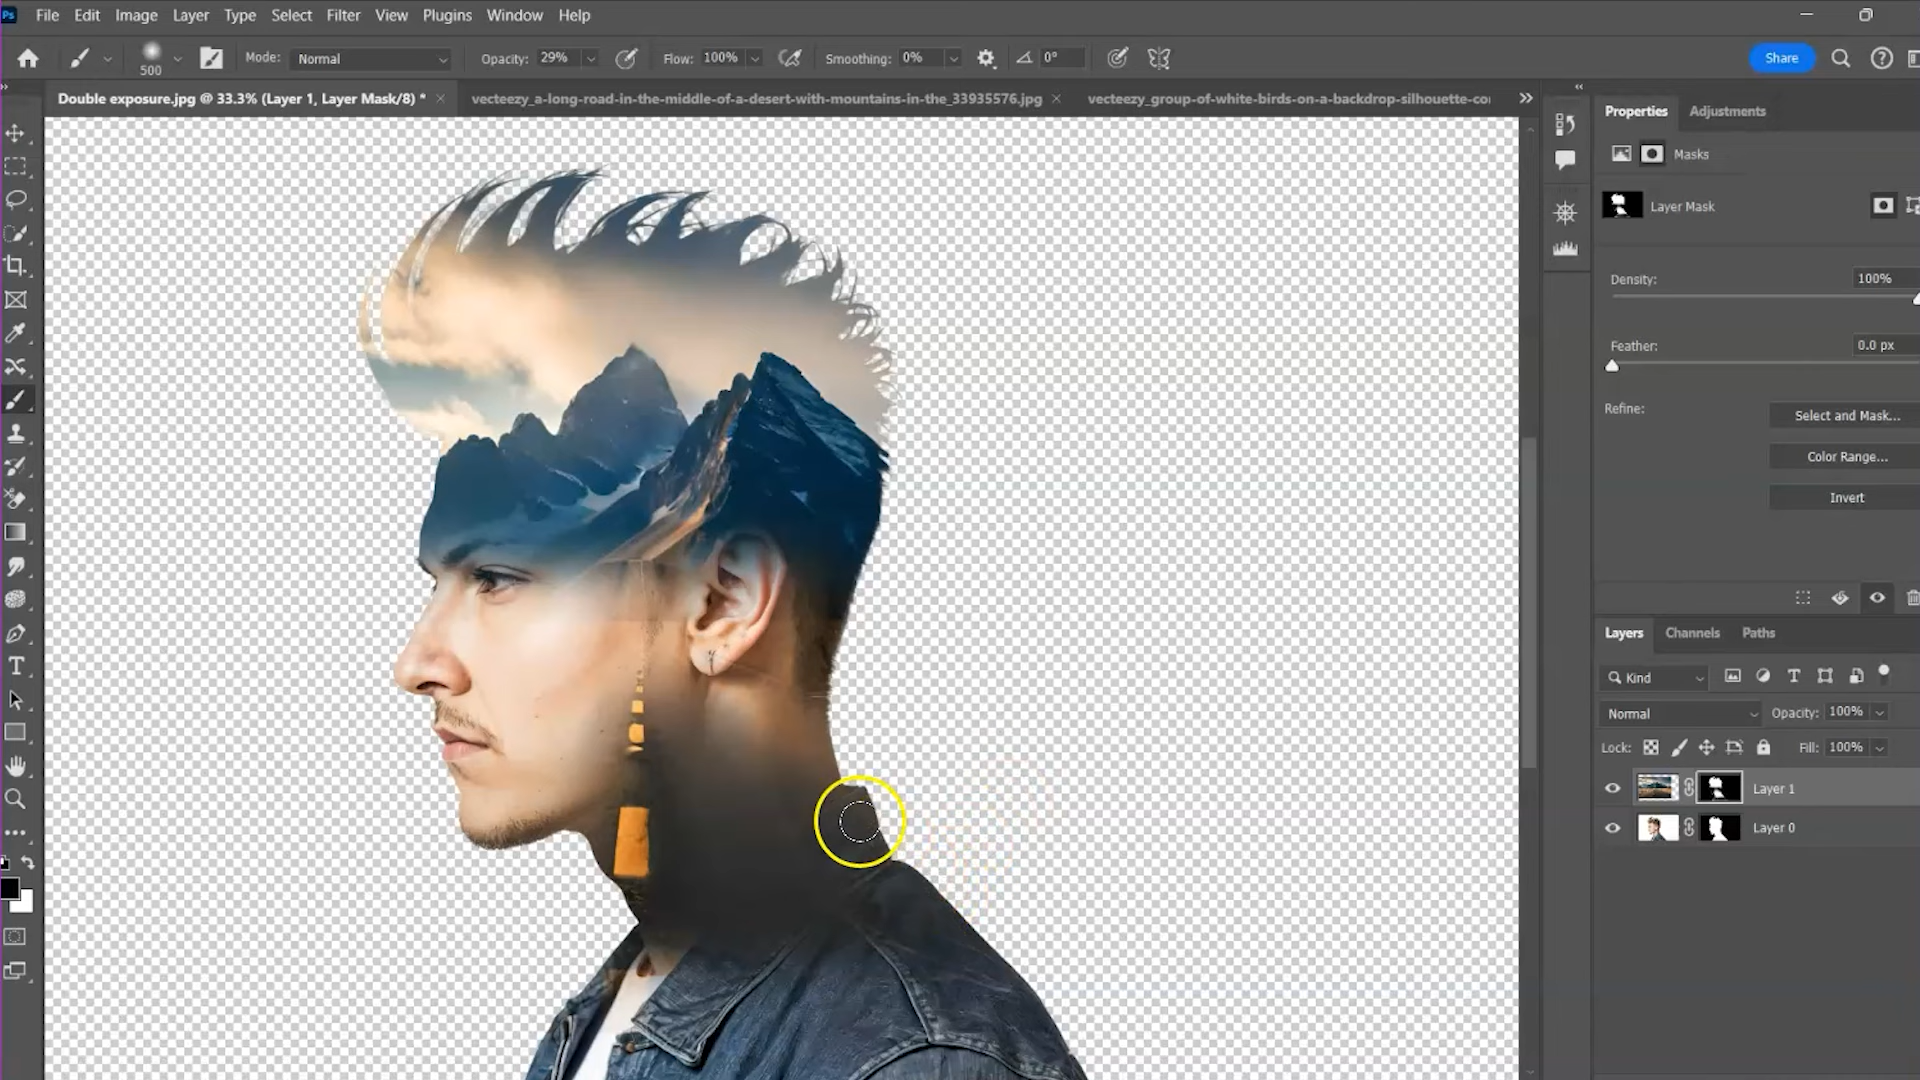 Ps File Edit Image Layer Type Select Filter View Plugins Window Help
500 Mode: Normal Opacity: 29% Flow: 100% Smoothing: 0% 0° Share
Double exposure.jpg @ 33.3% (Layer 1, Layer Mask/8) * × vecteezy_a-long-road-in-the-middle-of-a-desert-with-mountains-in-the_33935576.jpg × vecteezy_group-of-white-birds-on-a-backdrop-silhouette-co
Properties Adjustments
Masks
Layer Mask
Density: 100%
Feather: 0.0 px
Refine: Select and Mask...
Color Range...
Invert
Layers Channels Paths
Kind
Normal Opacity: 100%
Lock: Fill: 100%
Layer 1
Layer 0